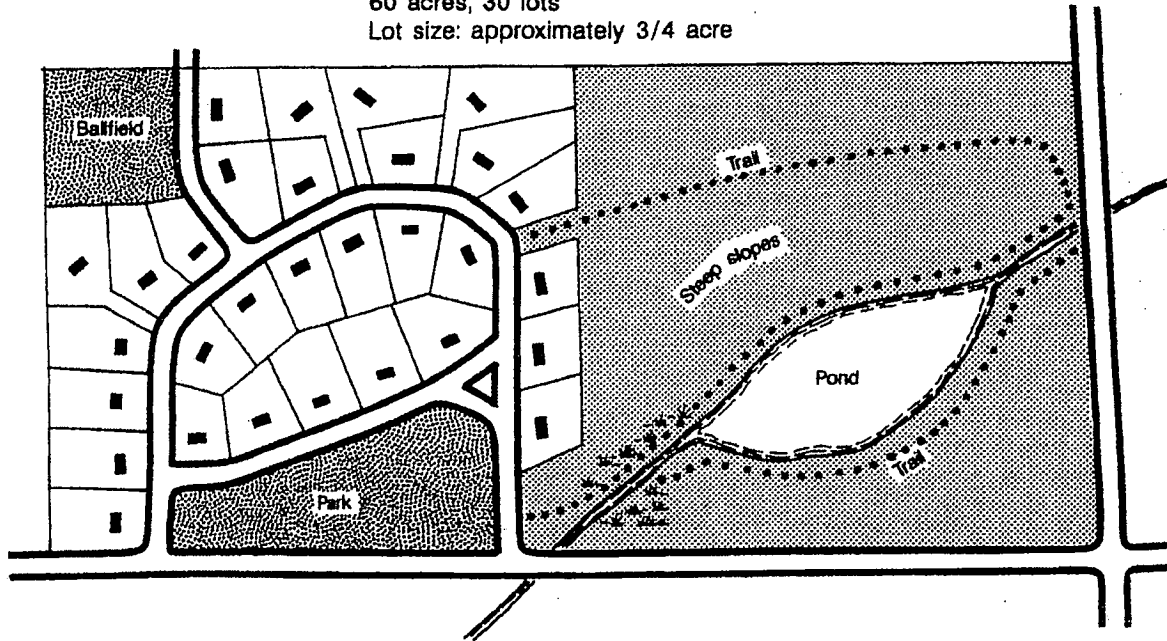 60 acres, 30 lots
Lot size: approximately 3/4 acre
Ballfield
Trail
Steep slopes
Pond
Trail
Park